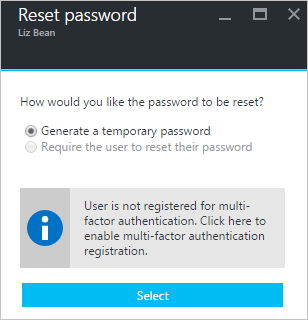 Reset password
Liz Bean
How would you like the password to be reset?
Generate a temporary password
Require the user to reset their password
User is not registered for multi-
factor authentication. Click here to
enable multi-factor authentication
registration.
Select